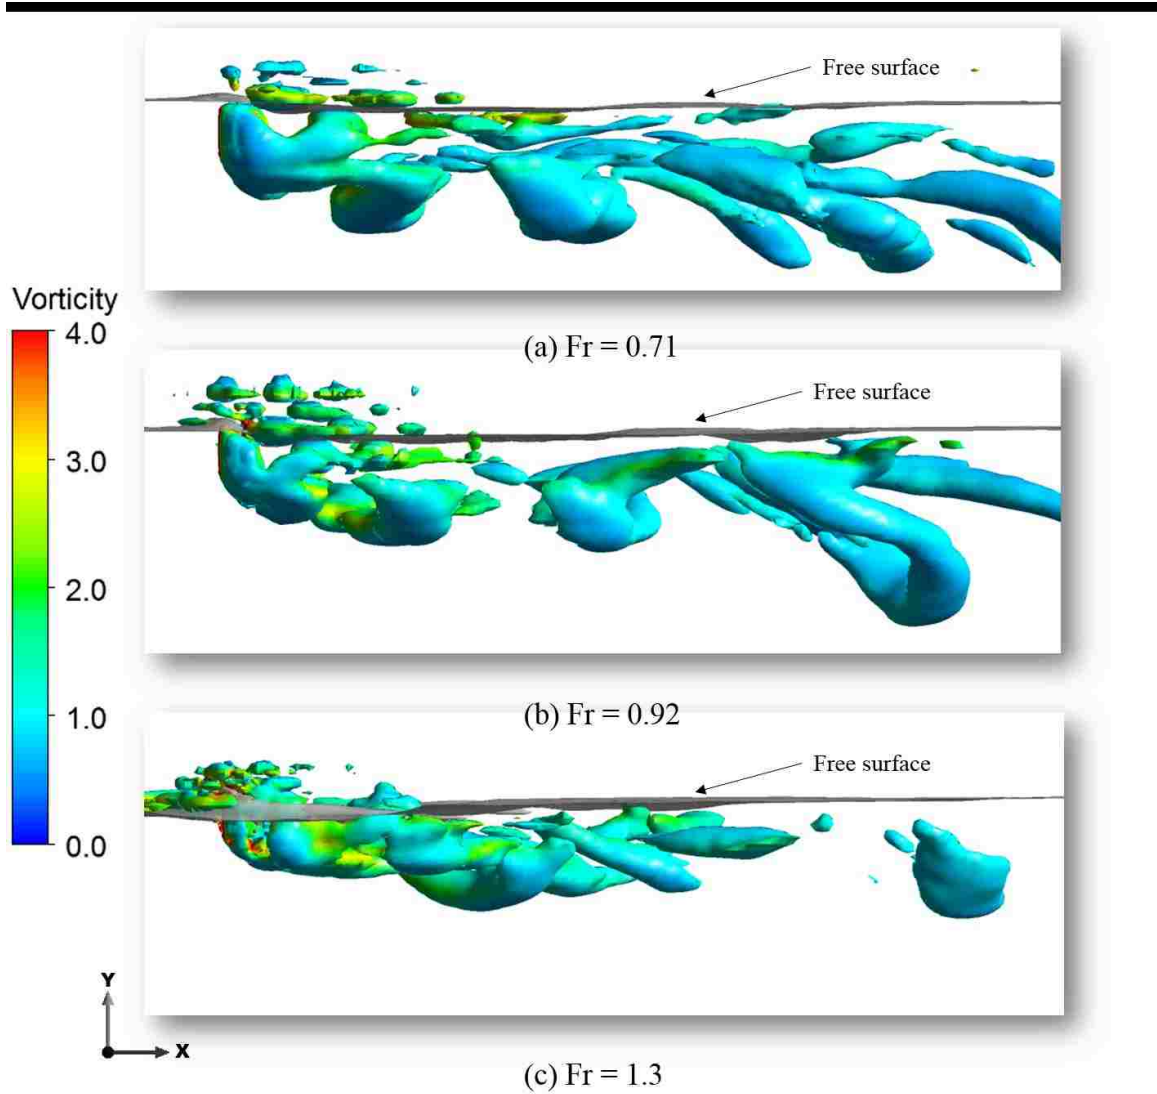 Free surface
Vorticity
4.0
3.0
2.0
1.0
0.0
(a) Fr = 0.71
Free surface
(b) Fr = 0.92
Free surface
Y
X
(c) Fr = 1.3